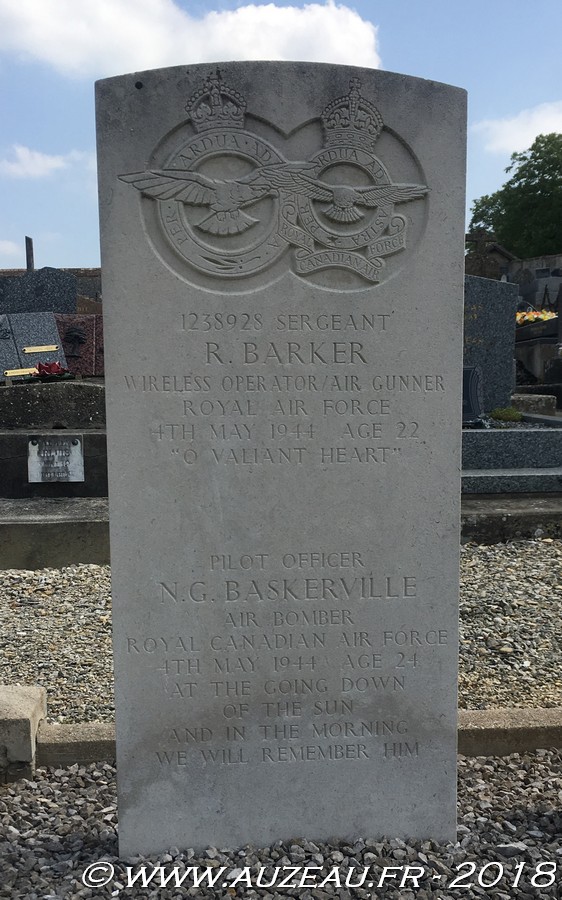 PER ARDUA AD ASTRA
PER ARDUA AD ASTRA
ROYAL
CANADIAN AIR FORCE
1238928 SERGEANT
R. BARKER
WIRELESS OPERATOR/AIR GUNNER
ROYAL AIR FORCE
4TH MAY 1944 AGE 22
"O VALIANT HEART"
PILOT OFFICER
N.G. BASKERVILLE
AIR BOMBER
ROYAL CANADIAN AIR FORCE
4TH MAY 1944 AGE 24
AT THE GOING DOWN
OF THE SUN
AND IN THE MORNING
WE WILL REMEMBER HIM
©WWW.AUZEAU.FR - 2018